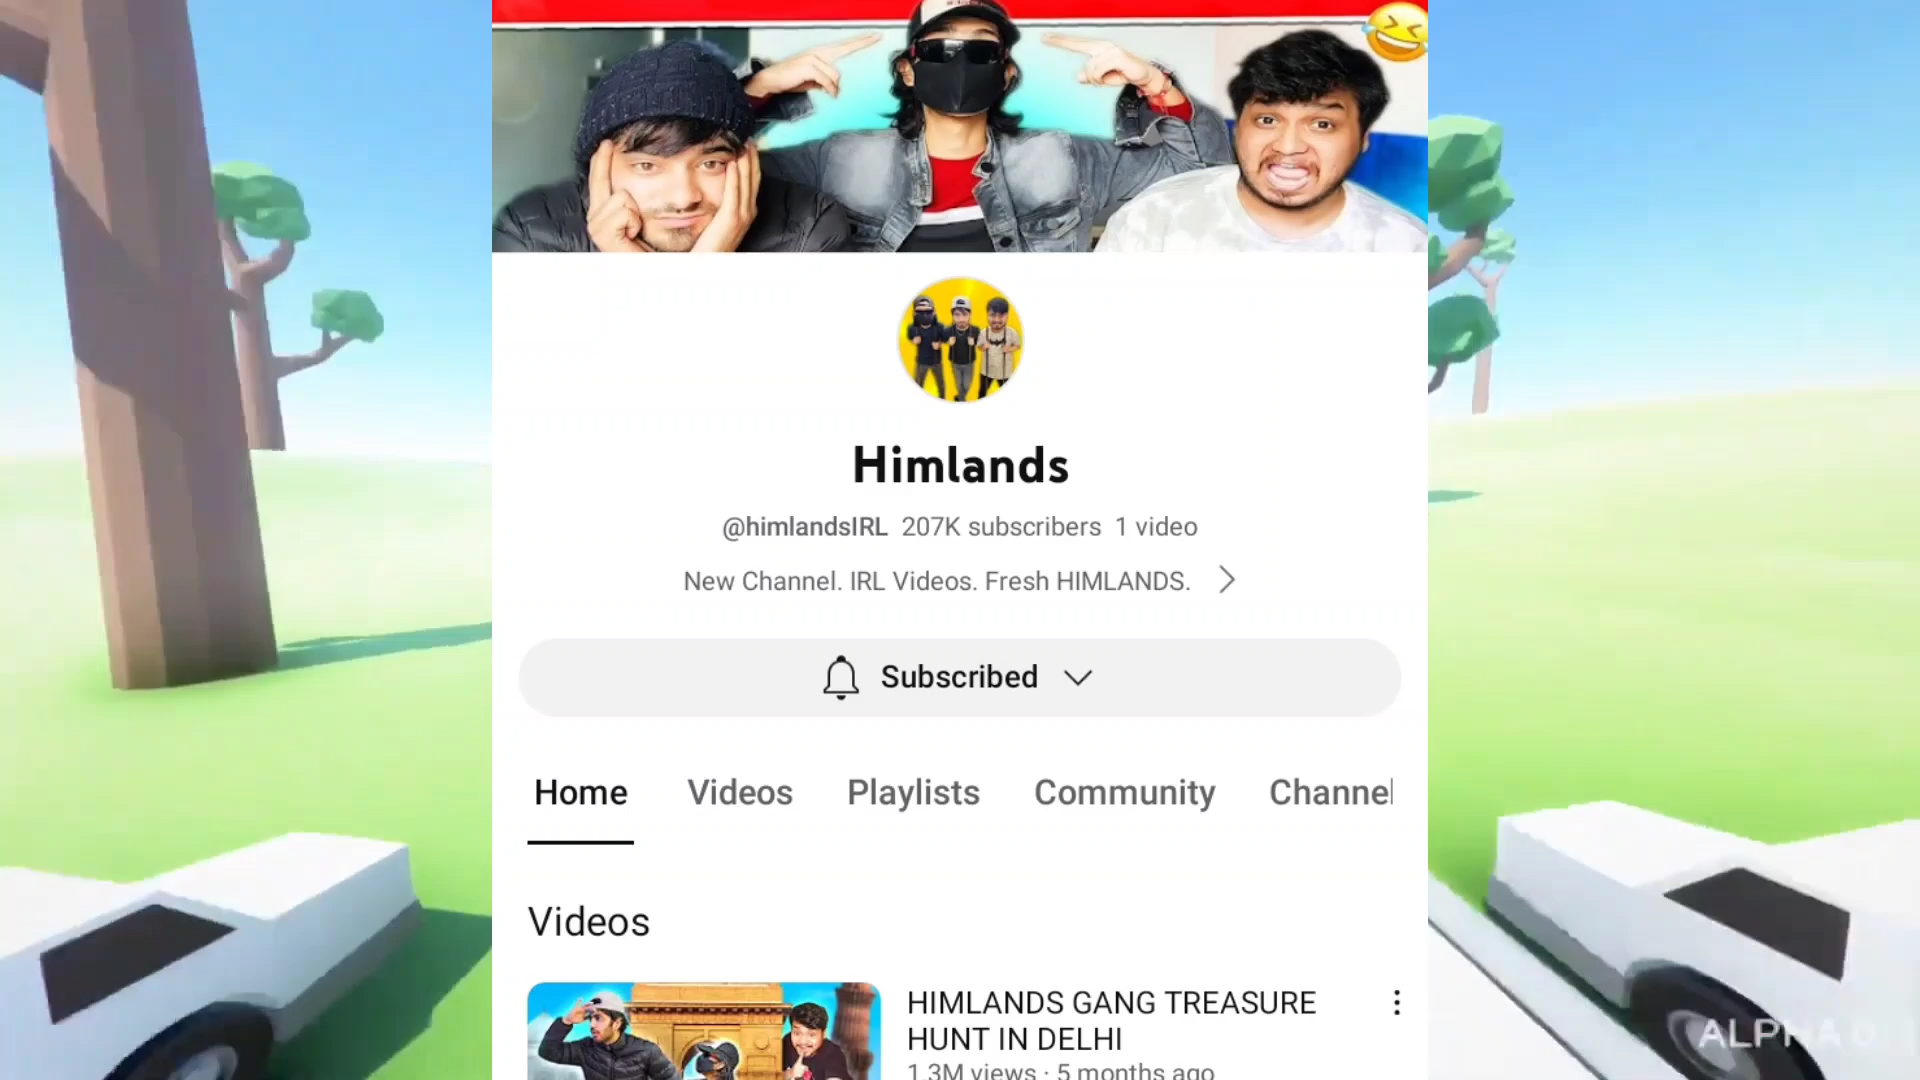 Himlands
@himlandsIRL 207K subscribers 1 video
New Channel. IRL Videos. Fresh HIMLANDS.
Subscribed
Home Videos Playlists Community Channel
Videos
HIMLANDS GANG TREASURE
HUNT IN DELHI
1.3M views · 5 months ago
ALPHA